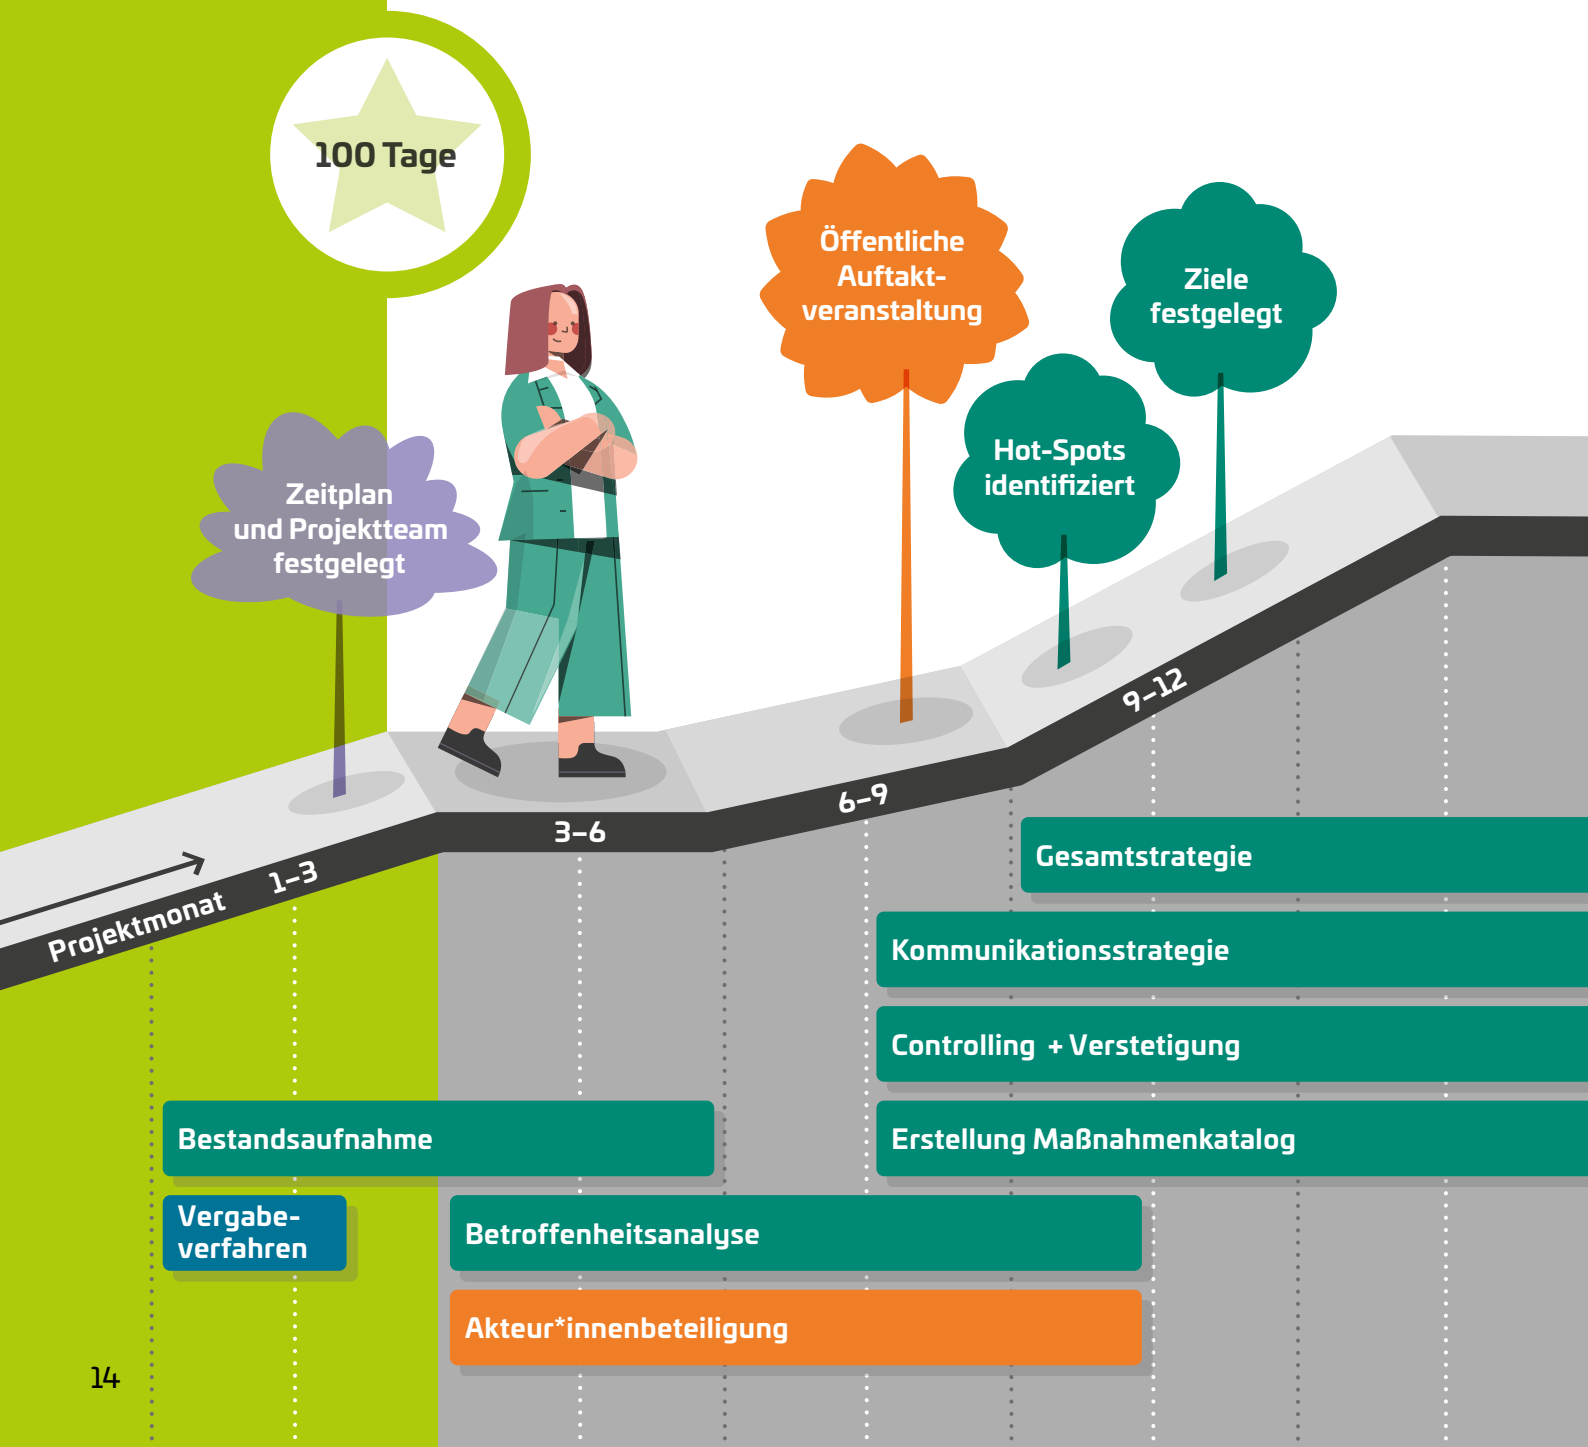 100 Tage
Öffentliche
Auftakt-
veranstaltung
Ziele
festgelegt
Hot-Spots
identifiziert
Zeitplan
und Projektteam
festgelegt
Projektmonat
1–3
3–6
6–9
9–12
Gesamtstrategie
Kommunikationsstrategie
Controlling + Verstetigung
Bestandsaufnahme
Erstellung Maßnahmenkatalog
Vergabe-
verfahren
Betroffenheitsanalyse
Akteur*innenbeteiligung
14